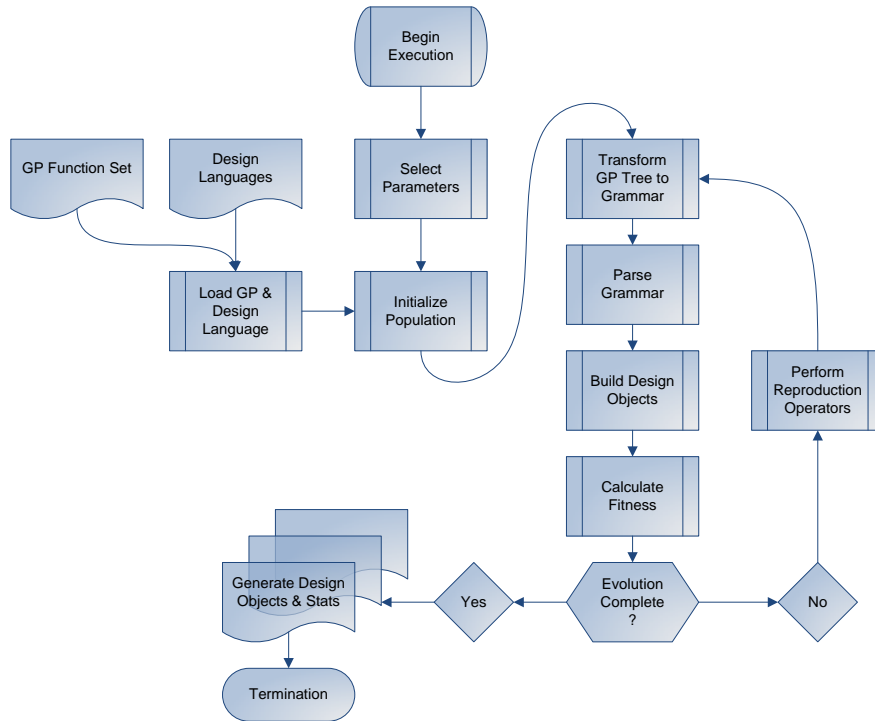 Begin
Execution
GP Function Set
Design
Languages
Select
Parameters
Transform
GP Tree to
Grammar
Load GP &
Design
Language
Initialize
Population
Parse
Grammar
Build Design
Objects
Perform
Reproduction
Operators
Calculate
Fitness
Generate Design
Objects & Stats
Yes
Evolution
Complete
?
No
Termination